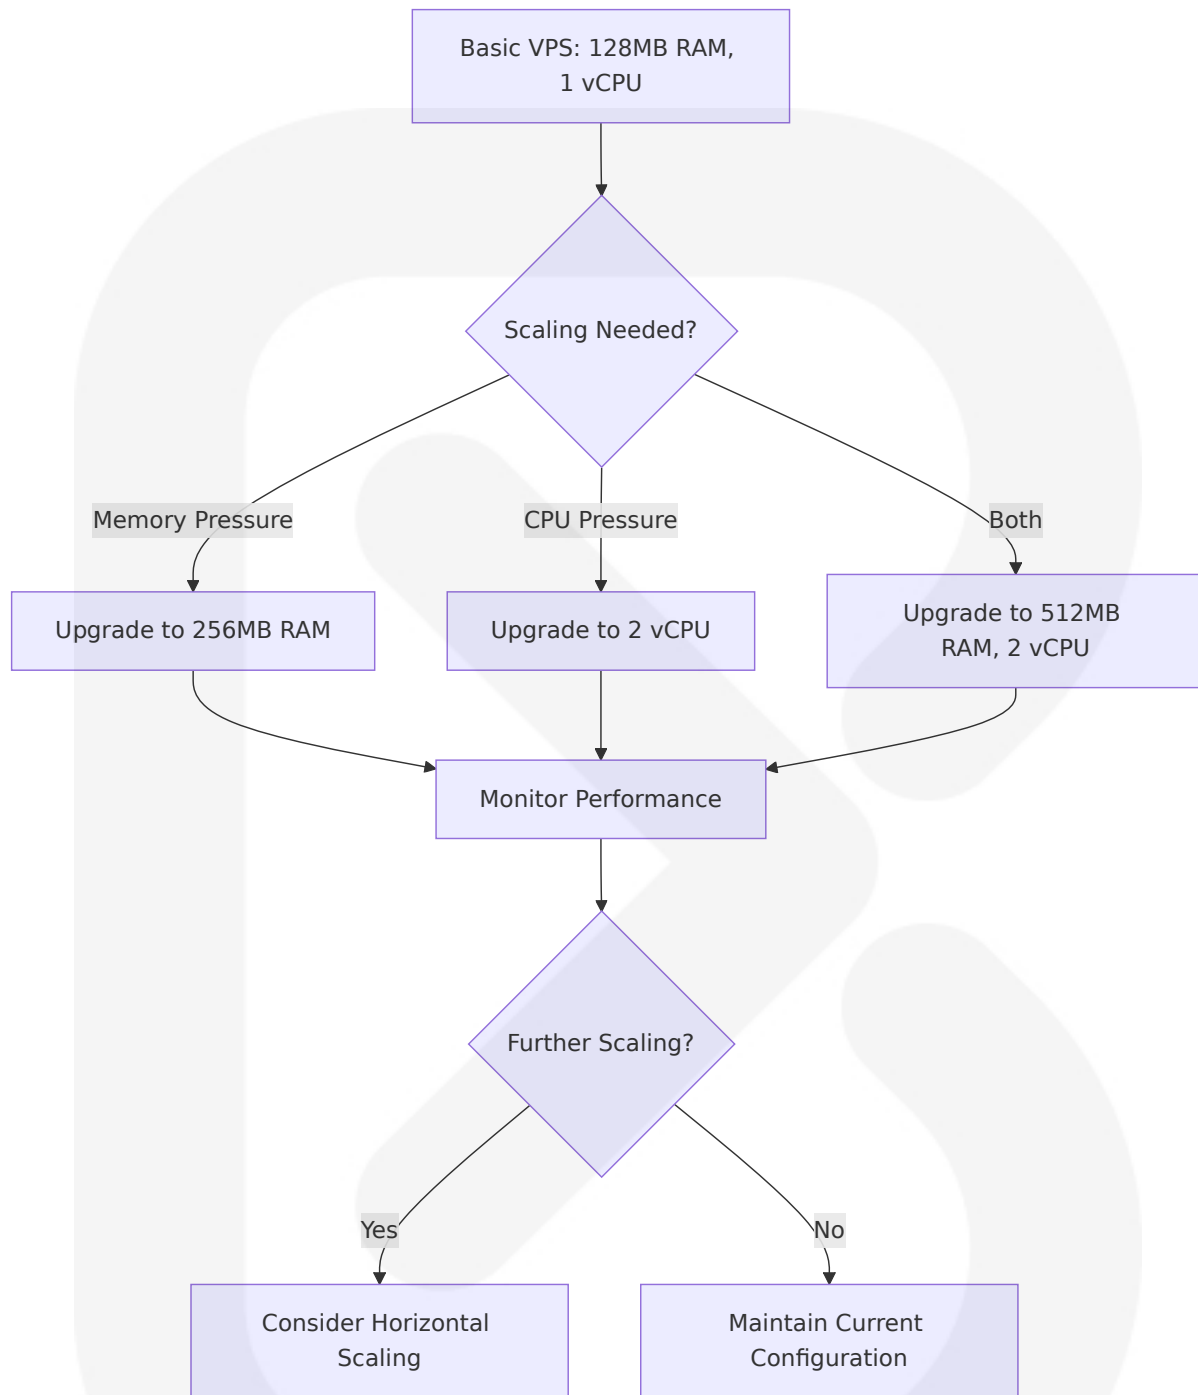 Basic VPS: 128MB RAM,
1 vCPU
Scaling Needed?
Memory Pressure
CPU Pressure
Both
Upgrade to 256MB RAM
Upgrade to 2 vCPU
Upgrade to 512MB
RAM, 2 vCPU
Monitor Performance
Further Scaling?
Yes
No
Consider Horizontal
Scaling
Maintain Current
Configuration